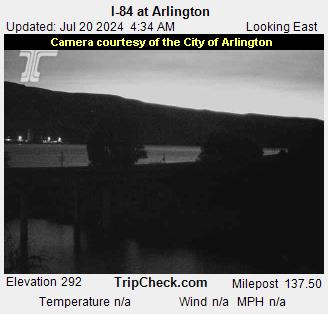 I-84 at Arlington
Updated: Jul 20 2024 4:34 AM Looking East
Camera courtesy of the City of Arlington
Elevation 292 TripCheck.com Milepost 137.50
Temperature n/a Wind n/a MPH n/a